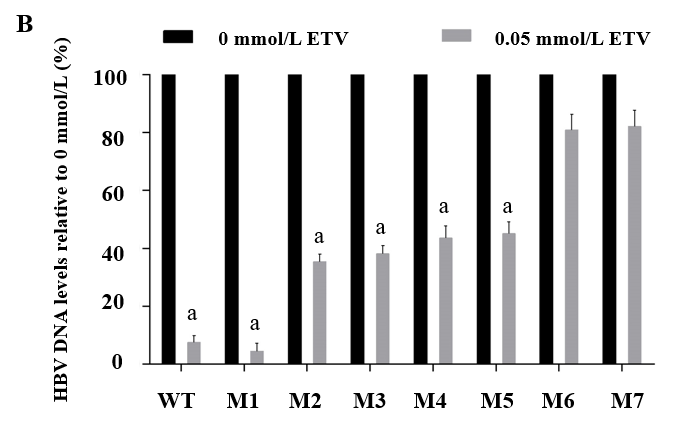 B
0 mmol/L ETV
0.05 mmol/L ETV
HBV DNA levels relative to 0 mmol/L (%)
100
80
60
40
20
0
a
a
a
a
a
a
WT M1 M2 M3 M4 M5 M6 M7